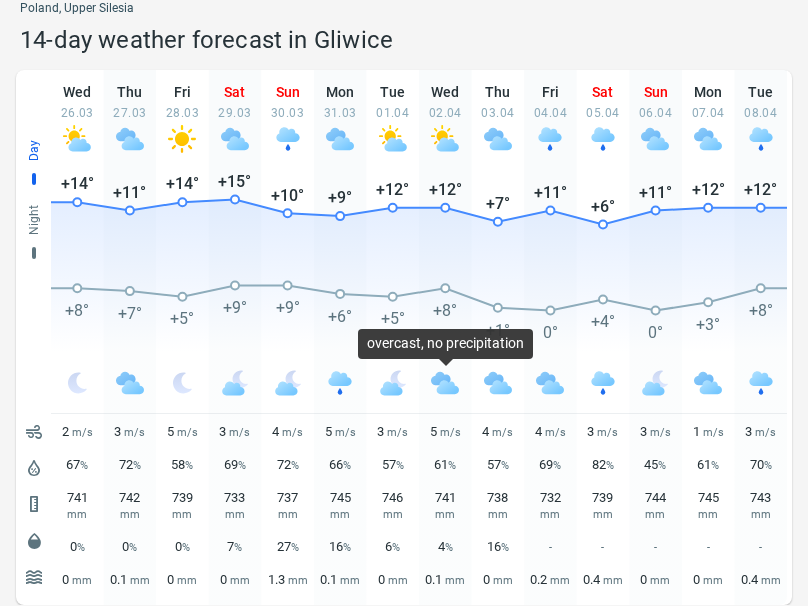 Poland, Upper Silesia
14-day weather forecast in Gliwice
Wed Thu Fri Sat Sun Mon Tue Wed Thu Fri Sat Sun Mon Tue
26.03 27.03 28.03 29.03 30.03 31.03 01.04 02.04 03.04 04.04 05.04 06.04 07.04 08.04
Day
+14° +11° +14° +15° +10° +9° +12° +12° +7° +11° +6° +11° +12° +12°
Night
+8° +7° +5° +9° +9° +6° +5° +8° +1° 0° +4° 0° +3° +8°
overcast, no precipitation
2 m/s 3 m/s 5 m/s 3 m/s 4 m/s 5 m/s 3 m/s 5 m/s 4 m/s 4 m/s 3 m/s 3 m/s 1 m/s 3 m/s
67% 72% 58% 69% 72% 66% 57% 61% 57% 69% 82% 45% 61% 70%
741 742 739 733 737 745 746 741 738 732 739 744 745 743
mm mm mm mm mm mm mm mm mm mm mm mm mm mm
0% 0% 0% 7% 27% 16% 6% 4% 16% - - - - -
0 mm 0.1 mm 0 mm 0 mm 1.3 mm 0.1 mm 0 mm 0.1 mm 0 mm 0.2 mm 0.4 mm 0 mm 0 mm 0.4 mm